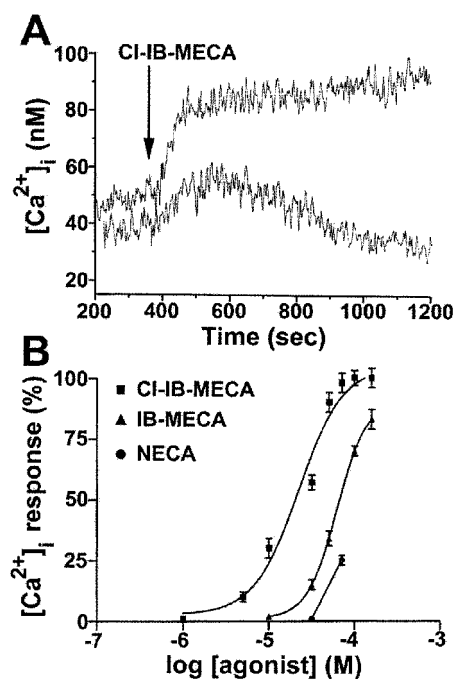 A
Cl-IB-MECA
[Ca2+]i (nM)
100
80
60
40
20
200 400 600 800 1000 1200
Time (sec)
B
[Ca2+]i response (%)
100
75
50
25
0
■ Cl-IB-MECA
▲ IB-MECA
● NECA
-7 -6 -5 -4 -3
log [agonist] (M)